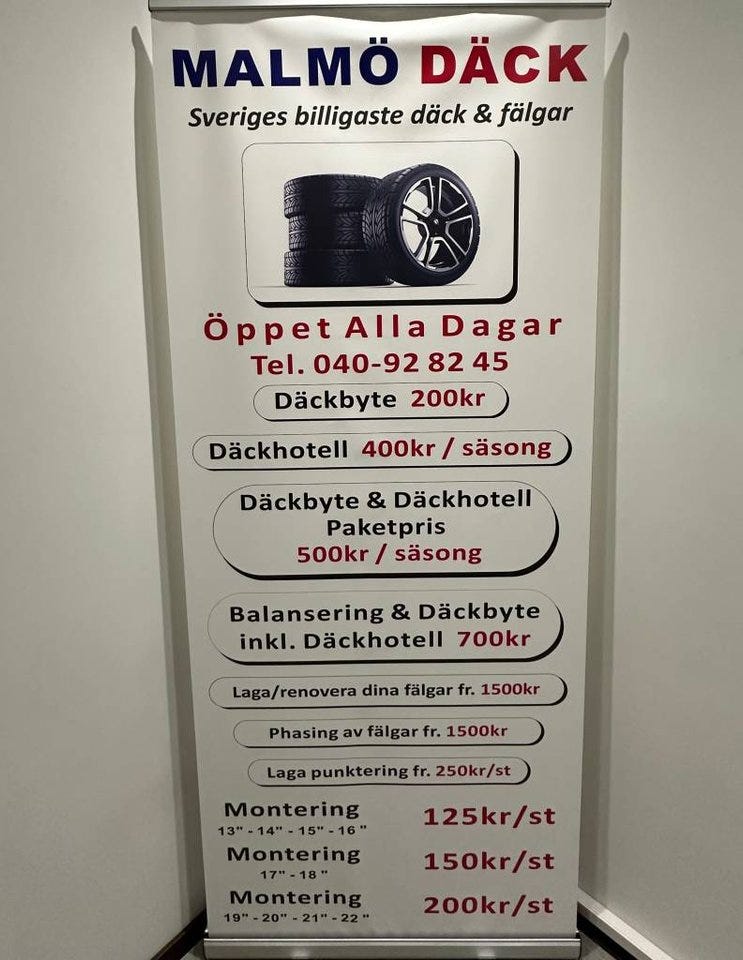 MALMÖ DÄCK
Sveriges billigaste däck & fälgar
Öppet Alla Dagar
Tel. 040-92 82 45
Däckbyte 200kr
Däckhotell 400kr / säsong
Däckbyte & Däckhotell
Paketpris
500kr / säsong
Balansering & Däckbyte
inkl. Däckhotell 700kr
Laga/renovera dina fälgar fr. 1500kr
Phasing av fälgar fr. 1500kr
Laga punktering fr. 250kr/st
Montering 125kr/st
13" - 14" - 15" - 16 "
Montering 150kr/st
17" - 18 "
Montering 200kr/st
19" - 20" - 21" - 22 "